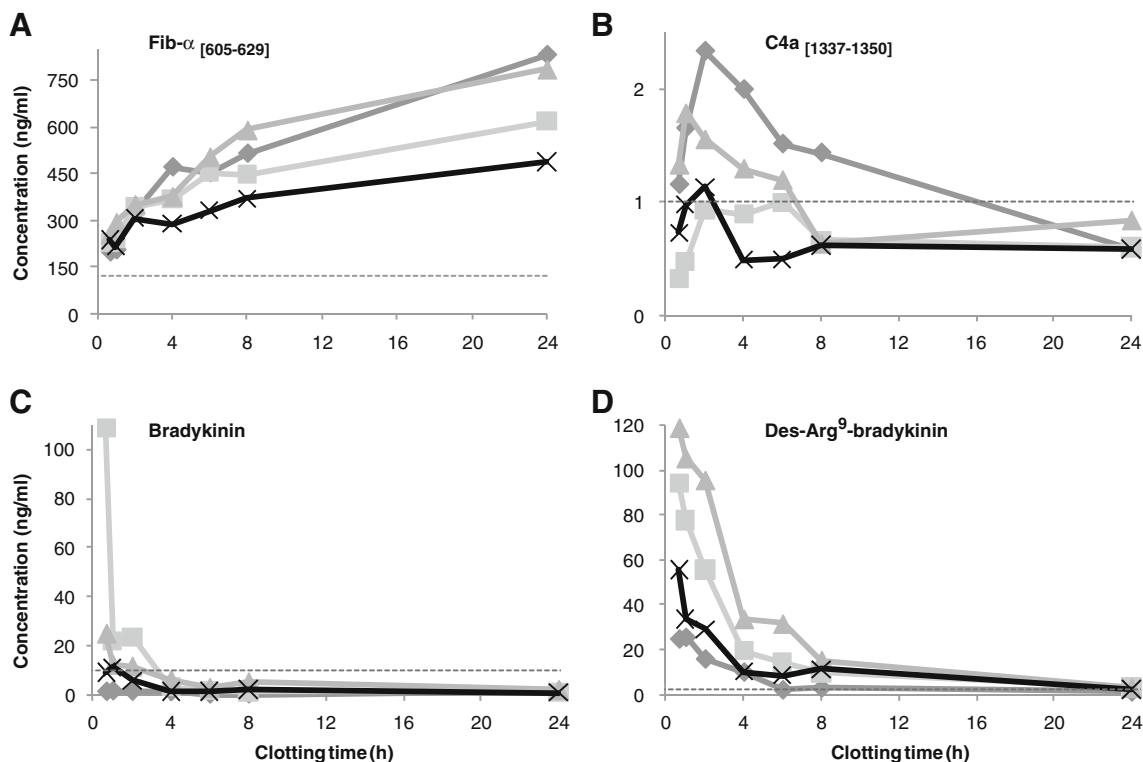 A
Fib-α [605-629]
Concentration (ng/ml)
750
600
450
300
150
0
0 4 8 12 16 20 24
B
C4a [1337-1350]
2
1
0
0 4 8 12 16 20 24
C
Bradykinin
Concentration (ng/ml)
100
80
60
40
20
0
0 4 8 12 16 20 24
Clotting time (h)
D
Des-Arg⁹-bradykinin
120
100
80
60
40
20
0
0 4 8 12 16 20 24
Clotting time (h)